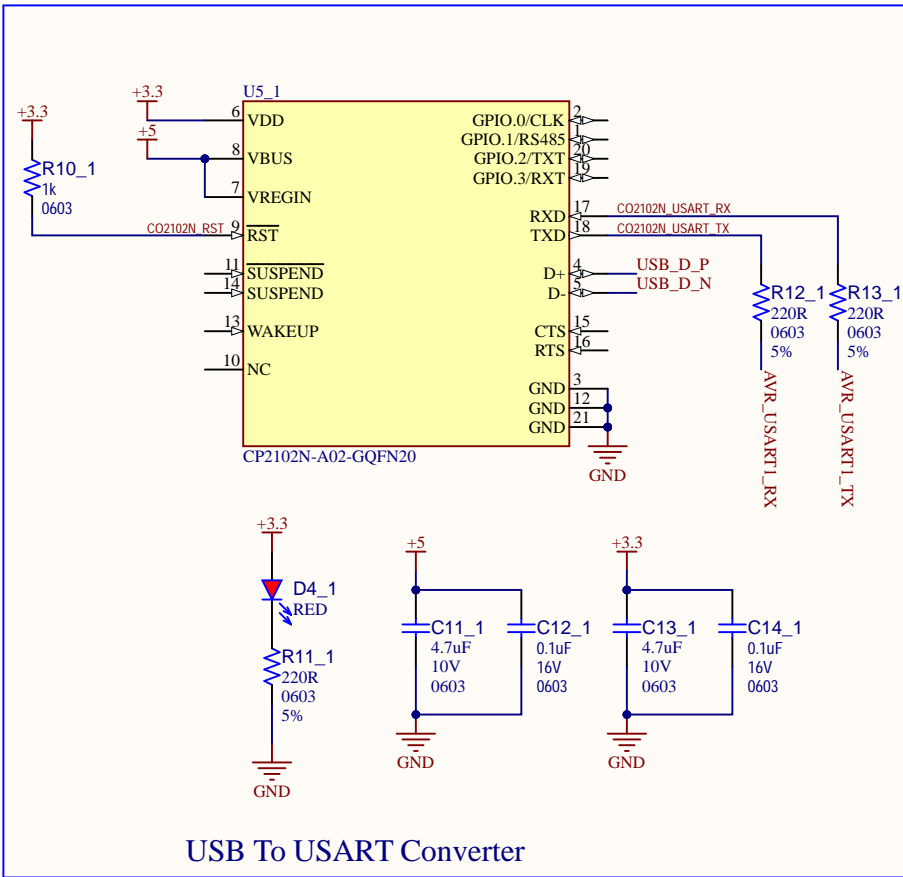 U5_1
+3.3
+3.3
+5
R10_1
1k
0603
CO2102N_RST
6 VDD
8 VBUS
7 VREGIN
9 RST
11 SUSPEND
14 SUSPEND
13 WAKEUP
10 NC
GPIO.0/CLK 2
GPIO.1/RS485 1
GPIO.2/TXT 20
GPIO.3/RXT 19
RXD 17 CO2102N_USART_RX
TXD 18 CO2102N_USART_TX
D+ 4 USB_D_P
D- 5 USB_D_N
CTS 15
RTS 16
GND 3
GND 12
GND 21
GND
CP2102N-A02-GQFN20
R12_1
220R
0603
5%
R13_1
220R
0603
5%
AVR_USART1_RX
AVR_USART1_TX
+3.3
D4_1
RED
R11_1
220R
0603
5%
GND
+5
C11_1
4.7uF
10V
0603
C12_1
0.1uF
16V
0603
GND
+3.3
C13_1
4.7uF
10V
0603
C14_1
0.1uF
16V
0603
GND
USB To USART Converter